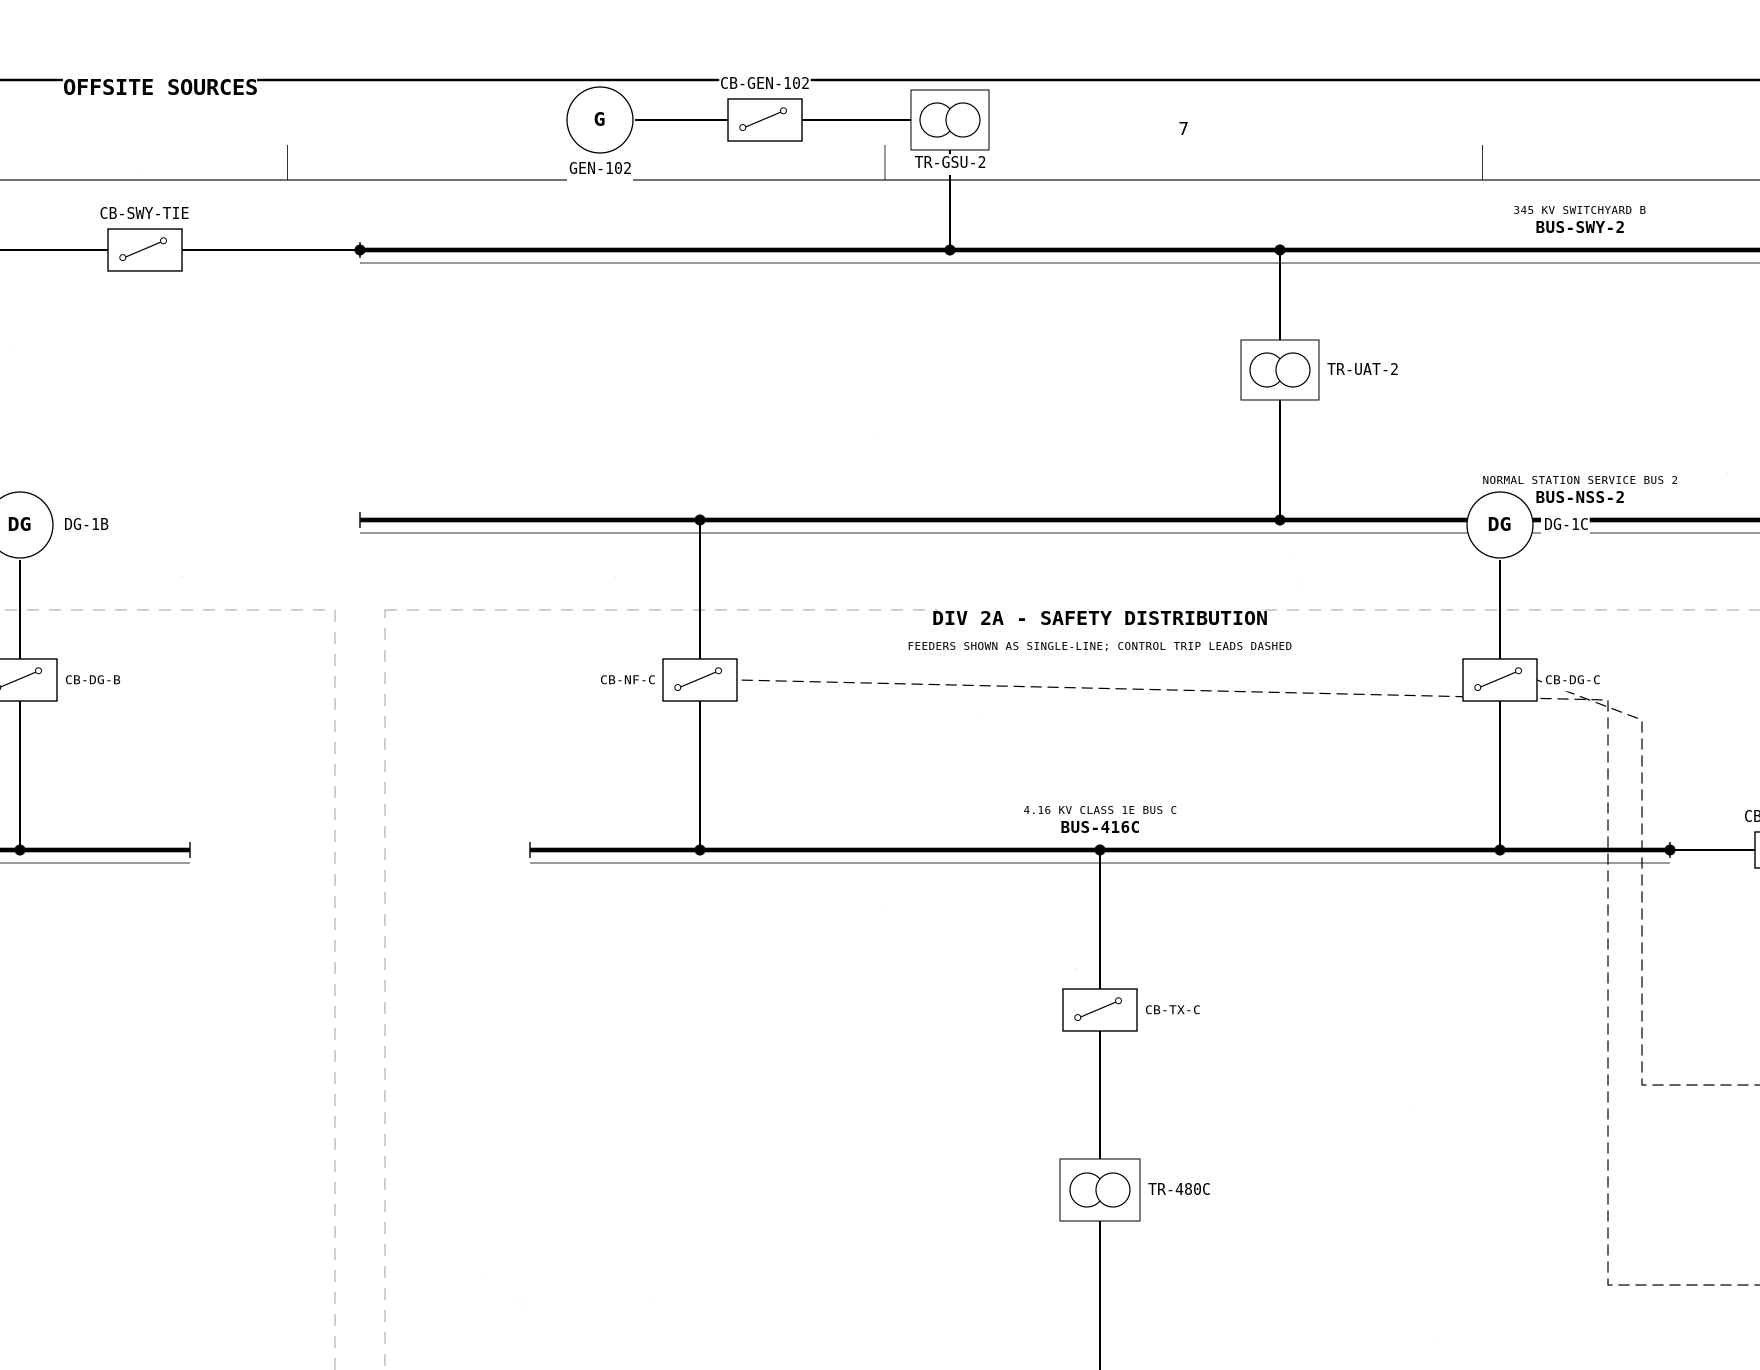 OFFSITE SOURCES
CB-GEN-102
G
7
GEN-102
TR-GSU-2
CB-SWY-TIE
345 KV SWITCHYARD B
BUS-SWY-2
TR-UAT-2
NORMAL STATION SERVICE BUS 2
BUS-NSS-2
DG
DG-1B
DG
DG-1C
DIV 2A - SAFETY DISTRIBUTION
FEEDERS SHOWN AS SINGLE-LINE; CONTROL TRIP LEADS DASHED
CB-DG-B
CB-NF-C
CB-DG-C
4.16 KV CLASS 1E BUS C
BUS-416C
CB
CB-TX-C
TR-480C